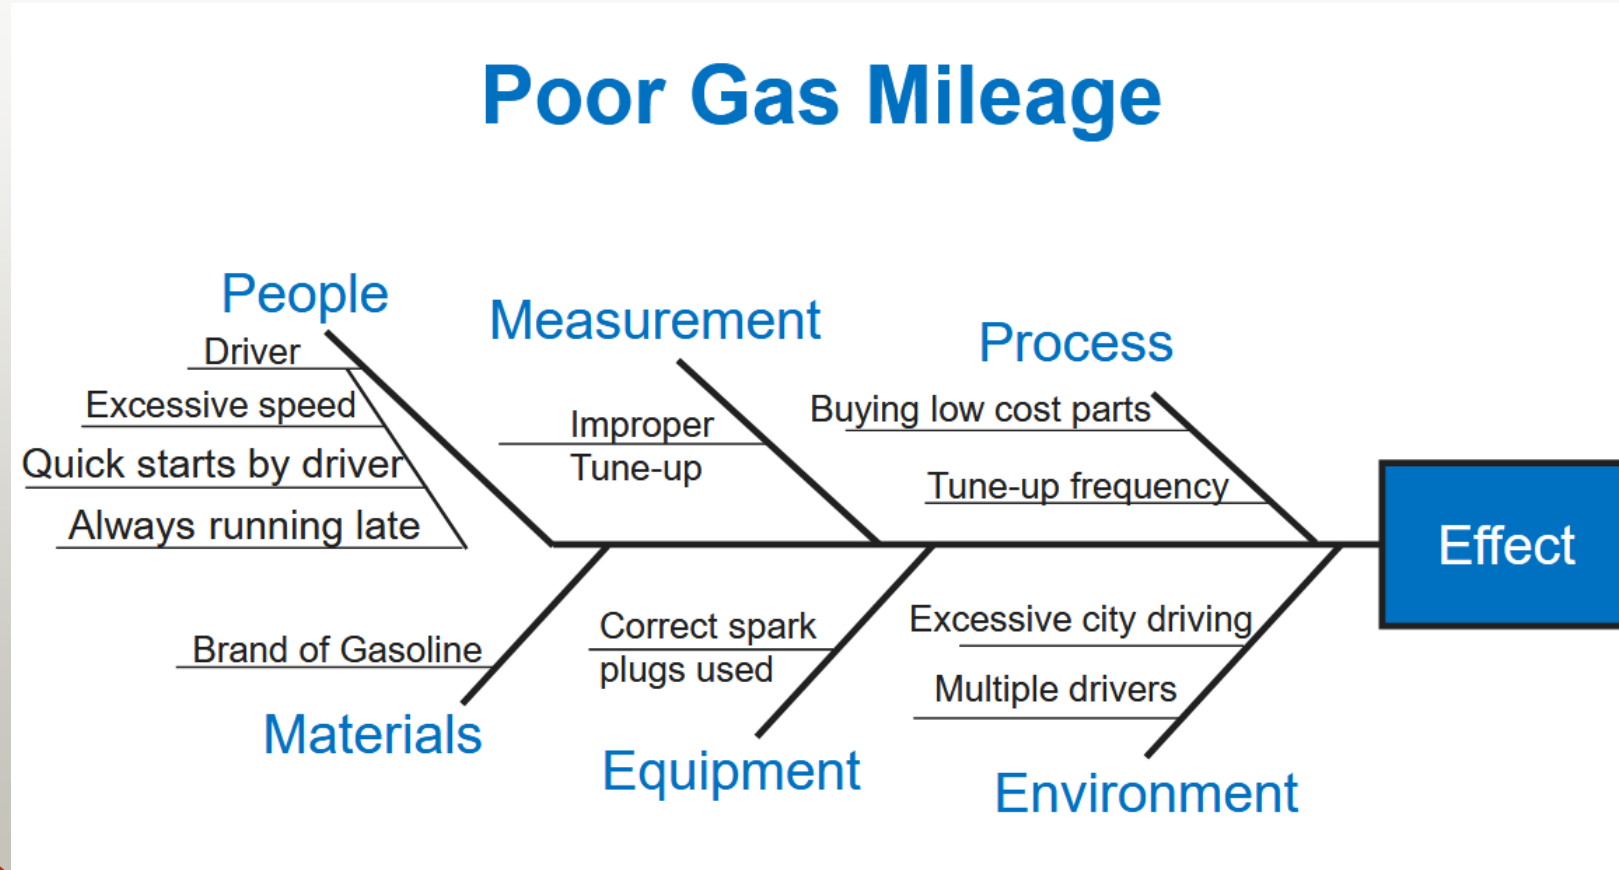 Poor Gas Mileage
People
Driver
Excessive speed
Quick starts by driver
Always running late
Measurement
Improper
Tune-up
Process
Buying low cost parts
Tune-up frequency
Effect
Brand of Gasoline
Materials
Correct spark
plugs used
Equipment
Excessive city driving
Multiple drivers
Environment